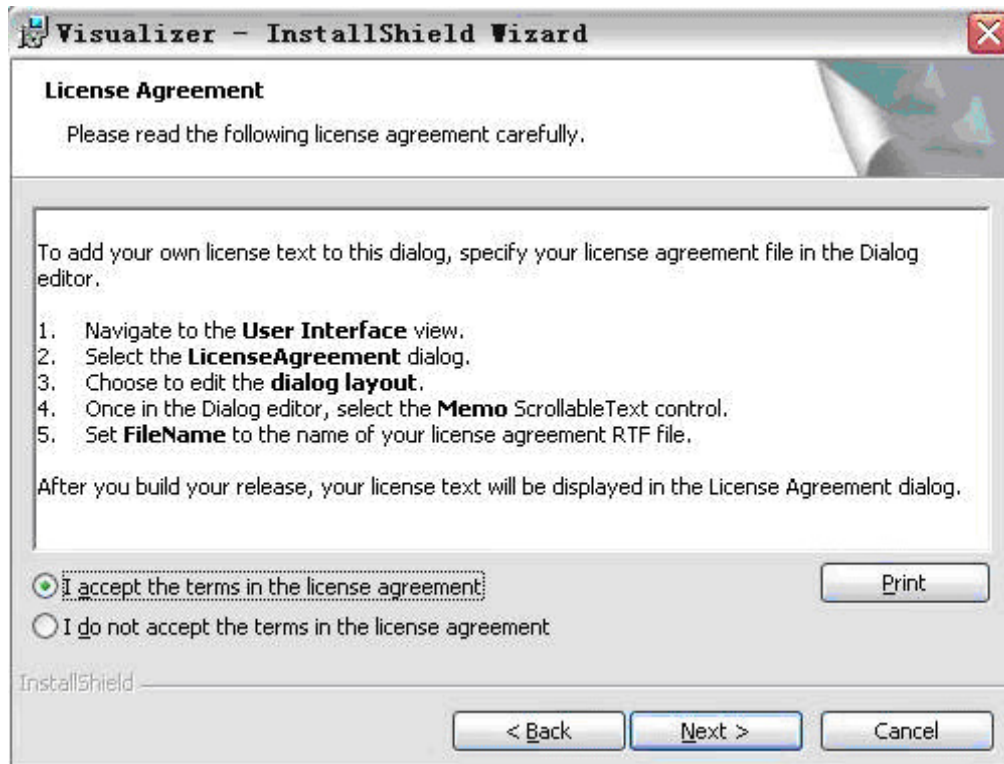 Visualizer - InstallShield Wizard
License Agreement
Please read the following license agreement carefully.
To add your own license text to this dialog, specify your license agreement file in the Dialog
editor.
1. Navigate to the User Interface view.
2. Select the LicenseAgreement dialog.
3. Choose to edit the dialog layout.
4. Once in the Dialog editor, select the Memo ScrollableText control.
5. Set FileName to the name of your license agreement RTF file.
After you build your release, your license text will be displayed in the License Agreement dialog.
I accept the terms in the license agreement
Print
I do not accept the terms in the license agreement
InstallShield
< Back Next > Cancel